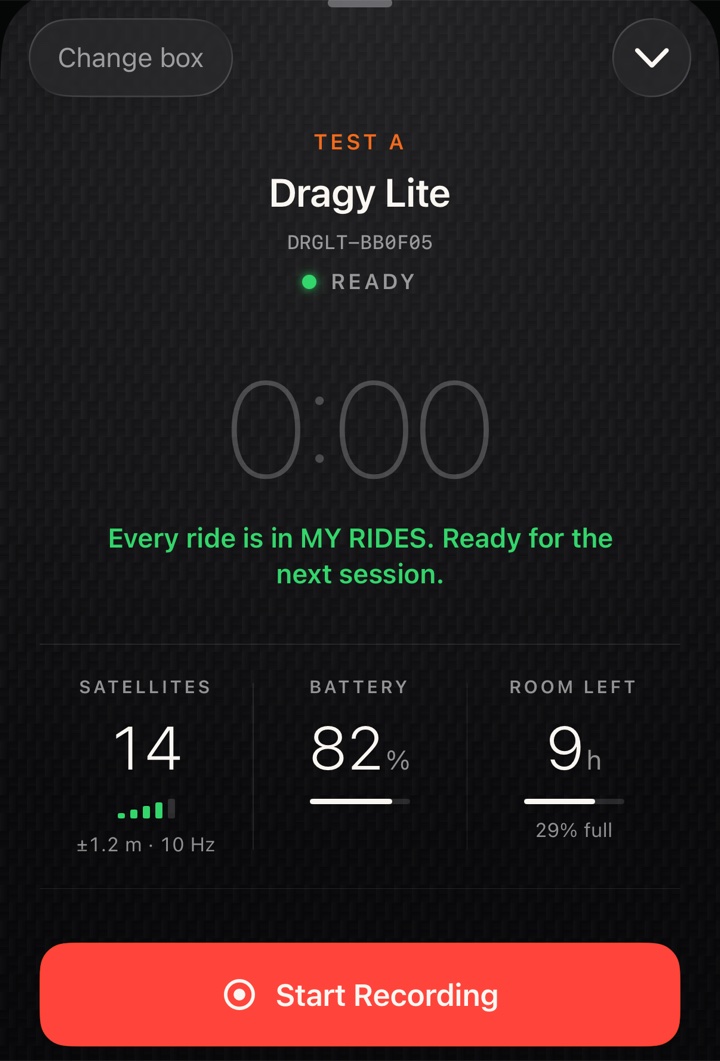 Change box
TEST A
Dragy Lite
DRGLT-BB0F05
READY
0:00
Every ride is in MY RIDES. Ready for the
next session.
SATELLITES
BATTERY
ROOM LEFT
14
82%
9h
±1.2 m · 10 Hz
29% full
Start Recording